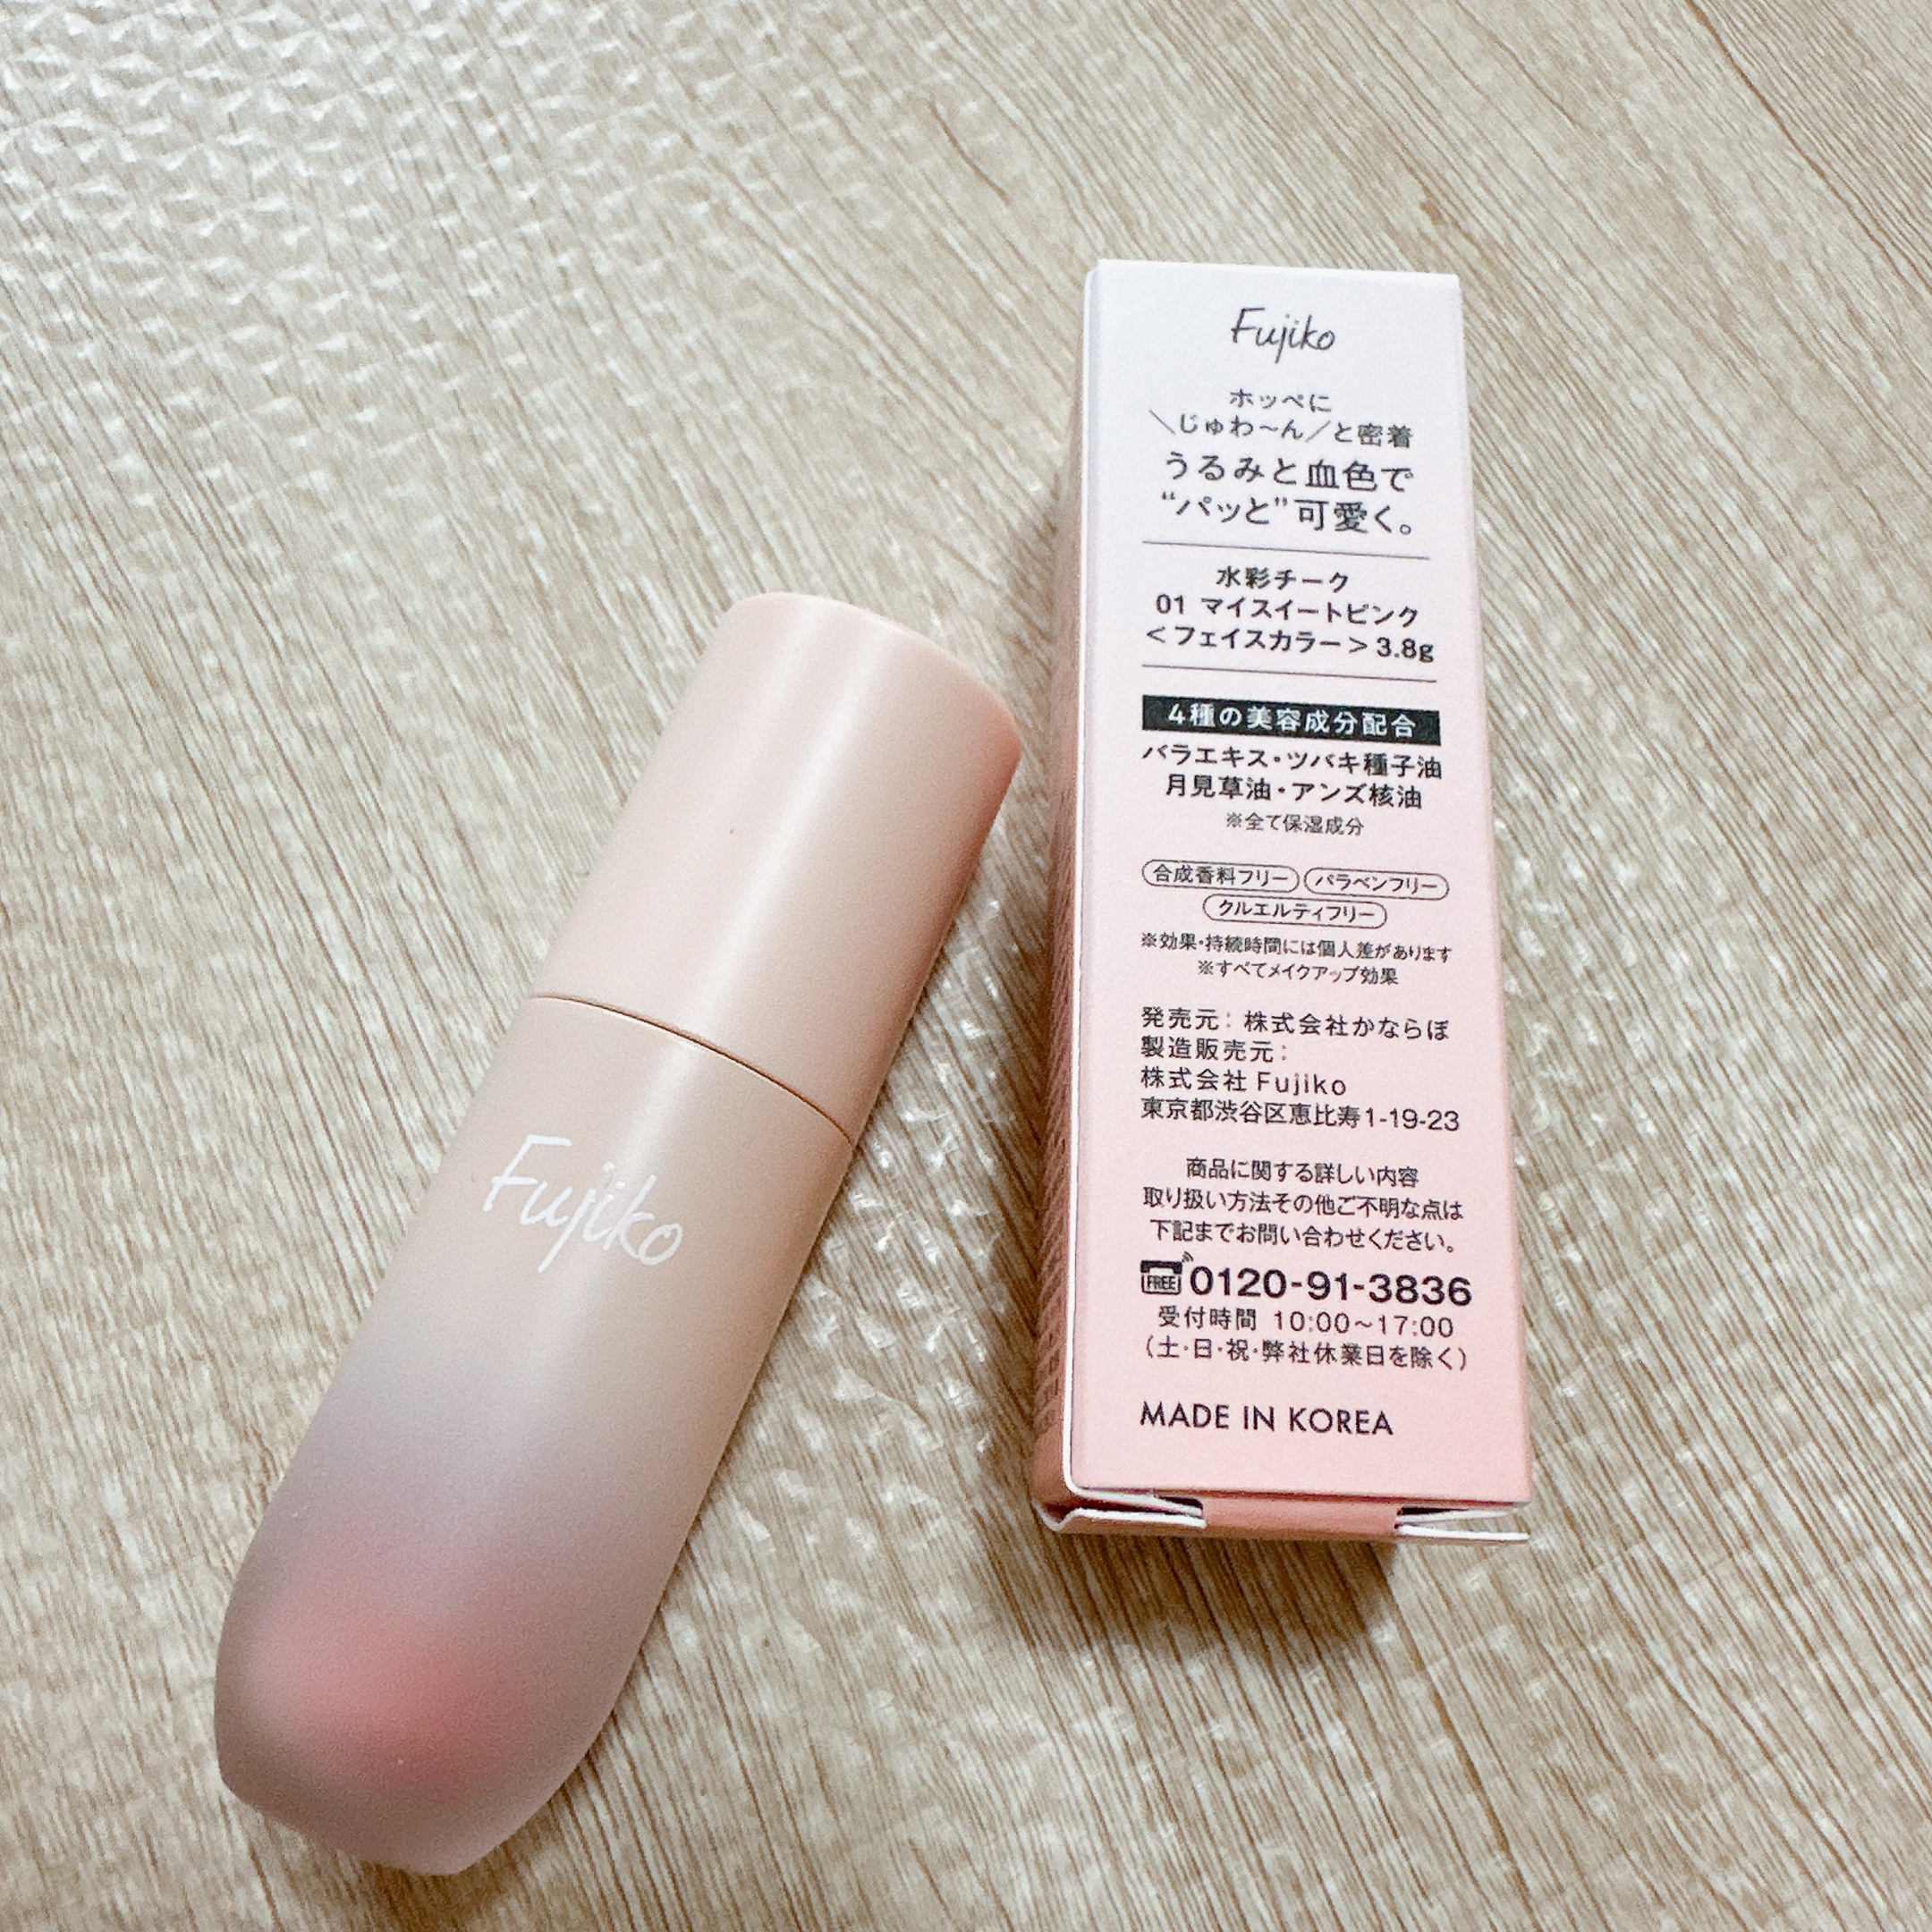 Fujiko
Fujiko
ホッペに
＼じゅわ〜ん／と密着
うるみと血色で
“パッと”可愛く。
水彩チーク
01 マイスイートピンク
＜フェイスカラー＞3.8g
4種の美容成分配合
バラエキス・ツバキ種子油
月見草油・アンズ核油
※全て保湿成分
合成香料フリー パラベンフリー
クルエルティフリー
※効果・持続時間には個人差があります
※すべてメイクアップ効果
発売元：株式会社かならぼ
製造販売元：
株式会社 Fujiko
東京都渋谷区恵比寿1-19-23
商品に関する詳しい内容
取り扱い方法その他ご不明な点は
下記までお問い合わせください。
FREE 0120-91-3836
受付時間 10:00〜17:00
（土・日・祝・弊社休業日を除く）
MADE IN KOREA